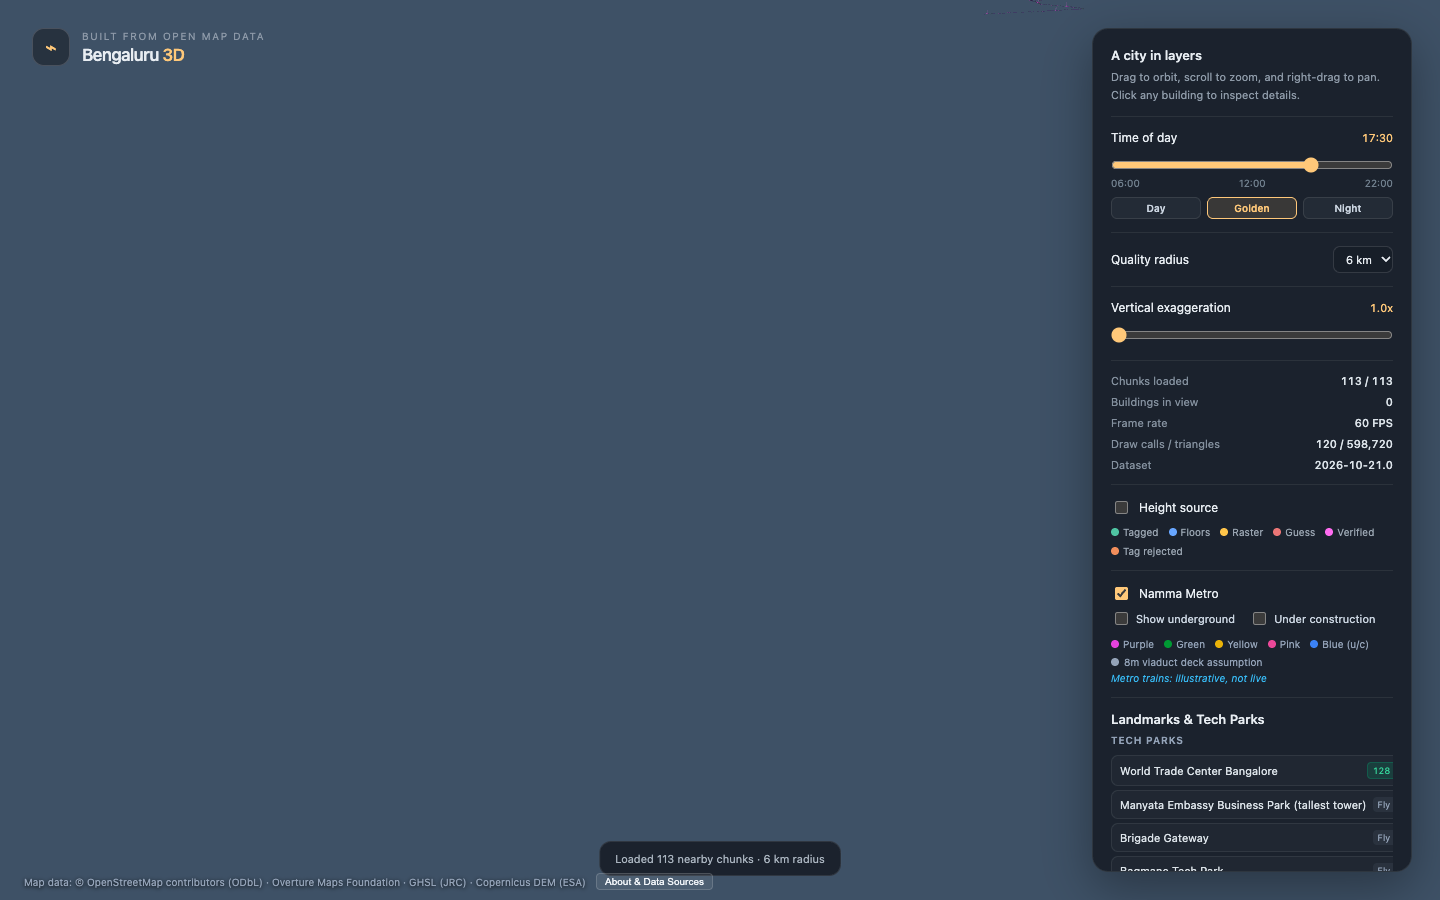 BUILT FROM OPEN MAP DATA
Bengaluru 3D
A city in layers
Drag to orbit, scroll to zoom, and right-drag to pan.
Click any building to inspect details.
Time of day 17:30
06:00 12:00 22:00
Day Golden Night
Quality radius 6 km
Vertical exaggeration 1.0x
Chunks loaded 113 / 113
Buildings in view 0
Frame rate 60 FPS
Draw calls / triangles 120 / 598,720
Dataset 2026-10-21.0
Height source
Tagged Floors Raster Guess Verified
Tag rejected
Namma Metro
Show underground Under construction
Purple Green Yellow Pink Blue (u/c)
8m viaduct deck assumption
Metro trains: illustrative, not live
Landmarks & Tech Parks
TECH PARKS
World Trade Center Bangalore 128
Manyata Embassy Business Park (tallest tower) Fly
Brigade Gateway Fly
Bagmane Tech Park Fly
Loaded 113 nearby chunks · 6 km radius
Map data: © OpenStreetMap contributors (ODbL) · Overture Maps Foundation · GHSL (JRC) · Copernicus DEM (ESA) About & Data Sources